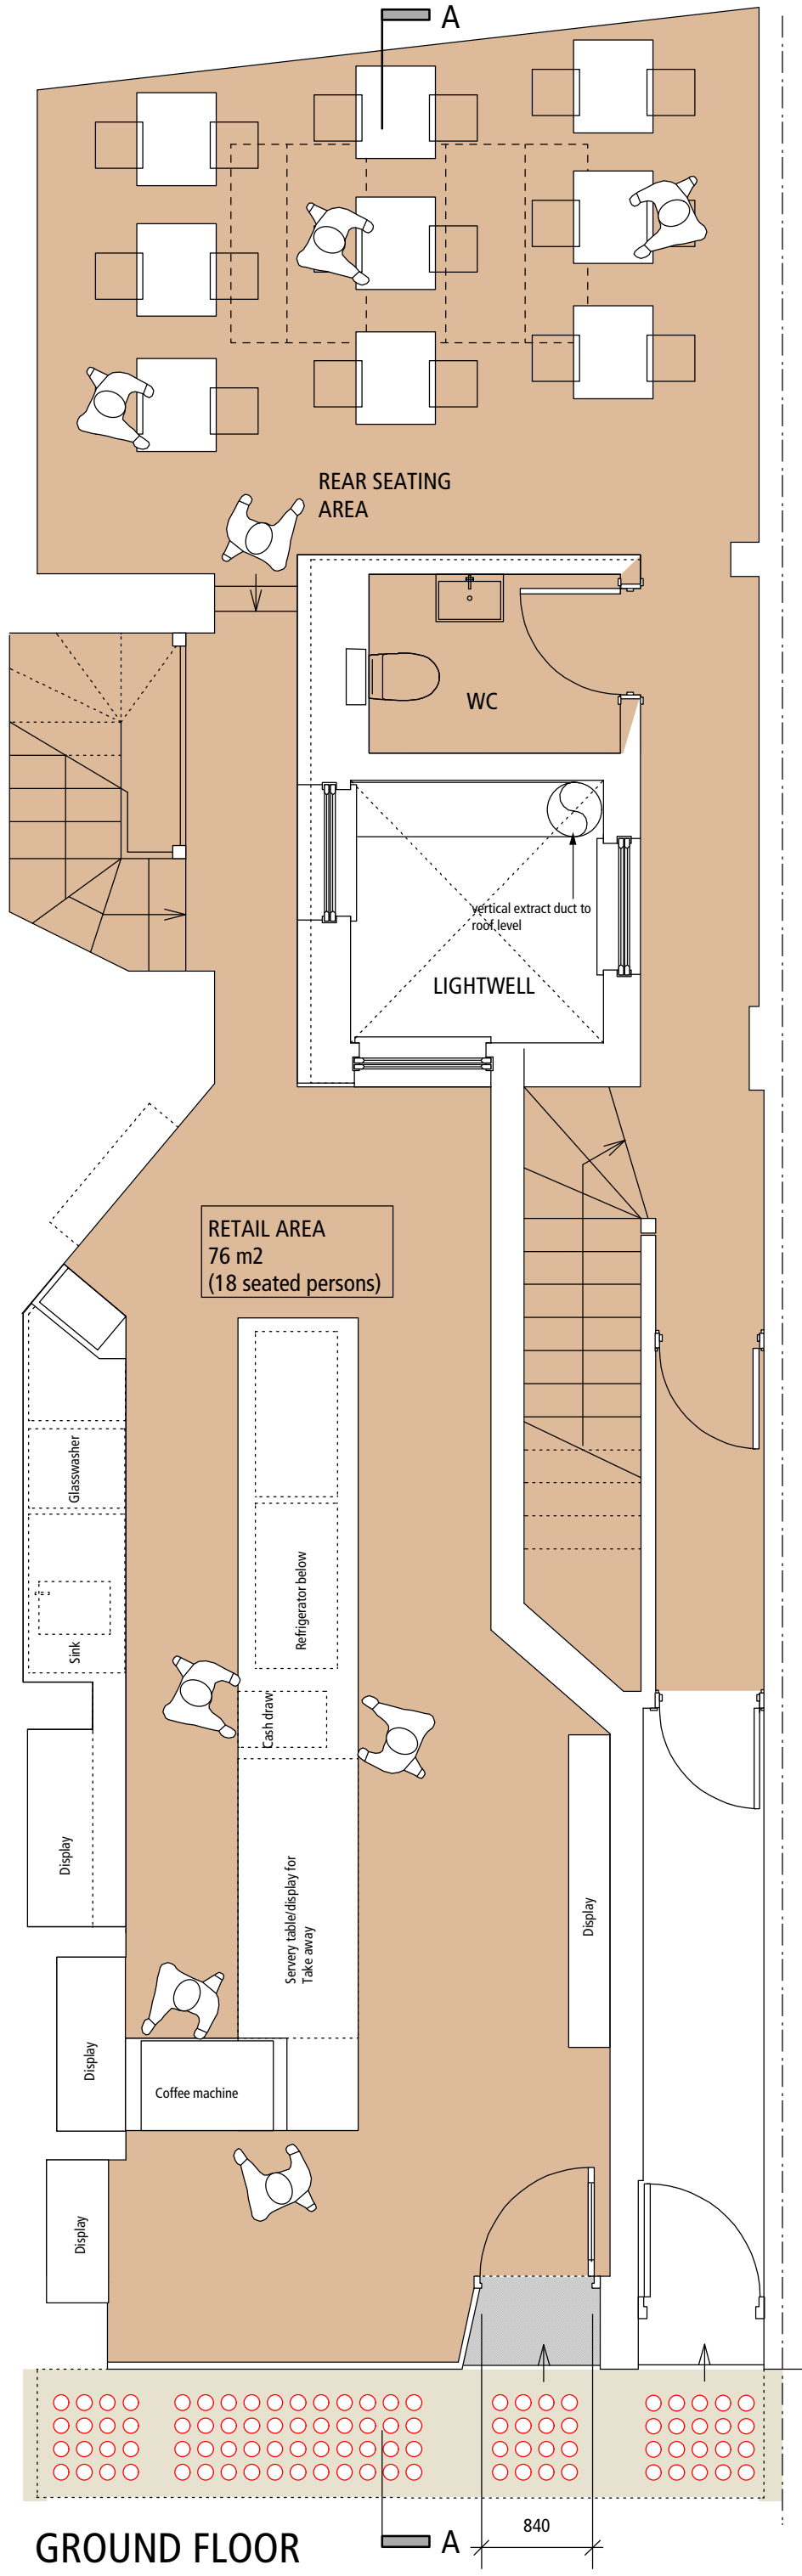 A
REAR SEATING
AREA
WC
vertical extract duct to
roof level
LIGHTWELL
RETAIL AREA
76 m2
(18 seated persons)
Glasswasher
Refrigerator below
Sink
Cash draw
Display
Servery table/display for
Take away
Display
Display
Coffee machine
Display
840
GROUND FLOOR
A